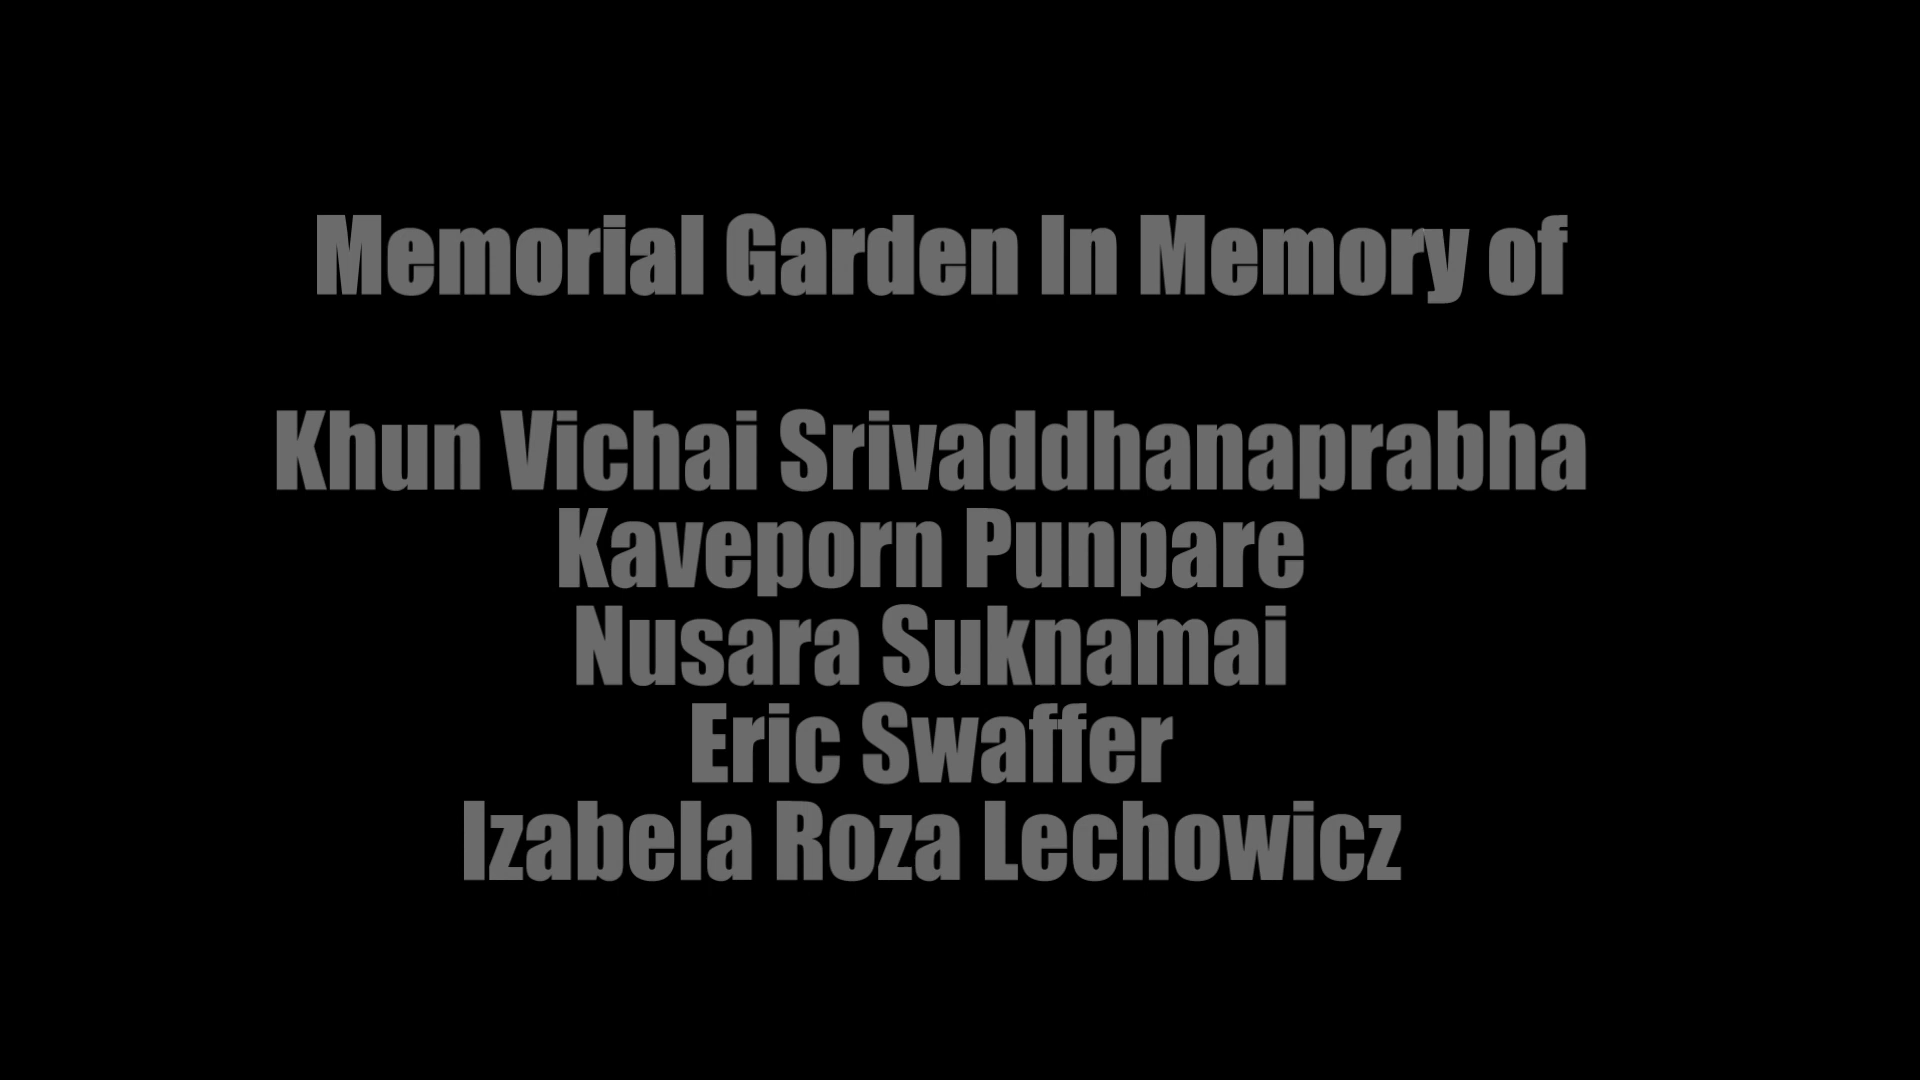 Memorial Garden In Memory of
Khun Vichai Srivaddhanaprabha
Kaveporn Punpare
Nusara Suknamai
Eric Swaffer
Izabela Roza Lechowicz